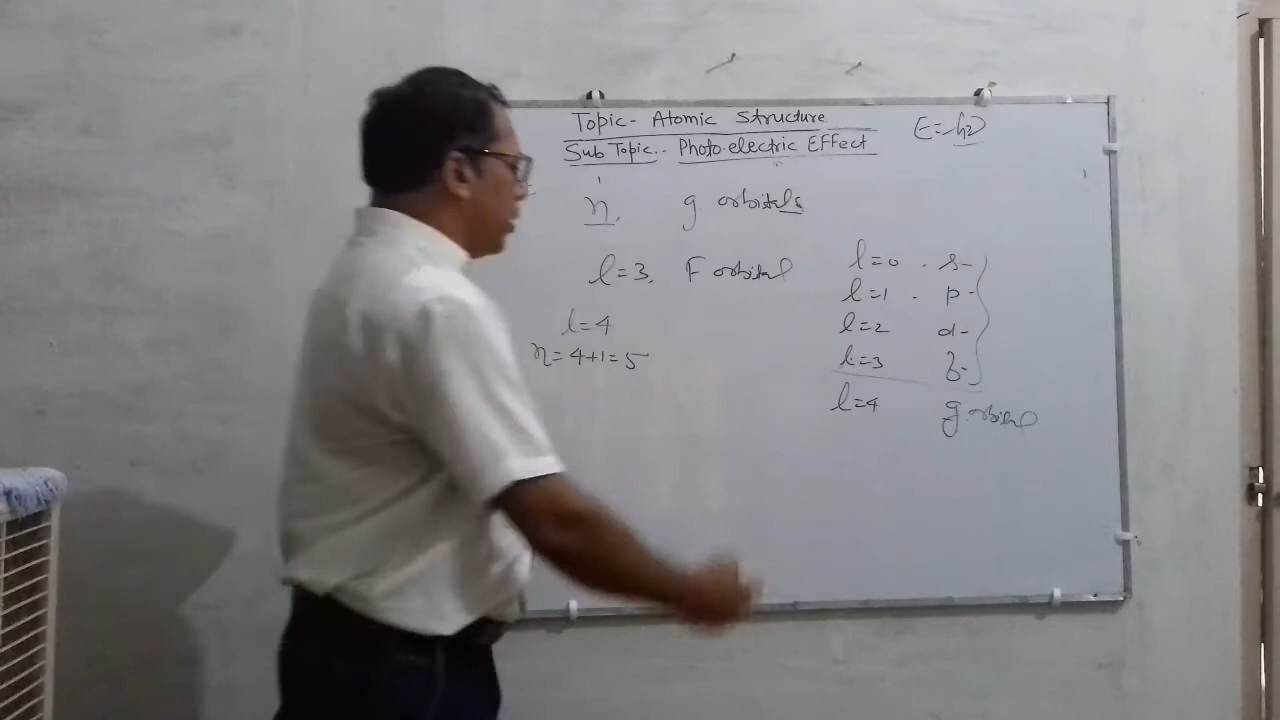 Topic- Atomic Structure
E=hν
Sub Topic.- Photo-electric Effect
n. g orbitals
l=3. F orbital
l=4
n=4+1=5
l=0 . s-
l=1 - p-
l=2 d-
l=3 f-
l=4 g orbital